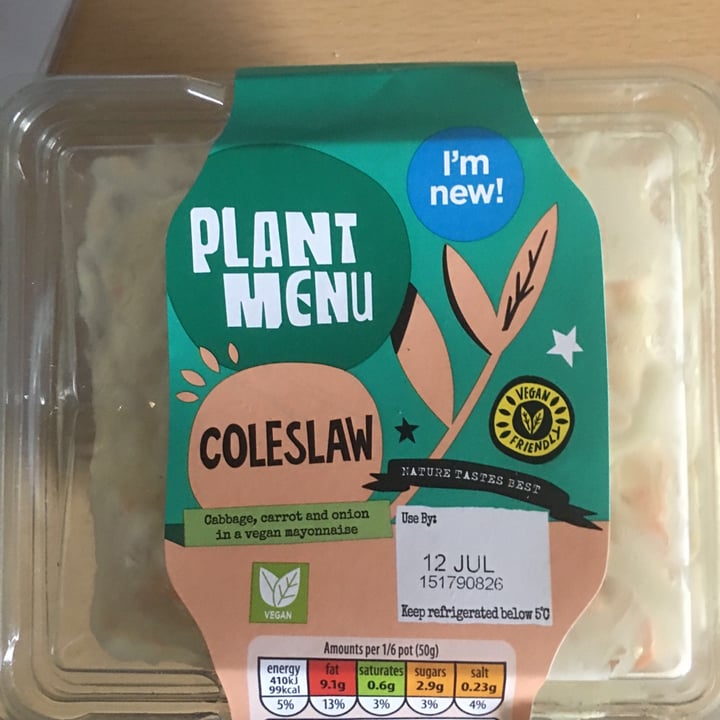 I'm
new!
PLANT
MENU
VEGAN
FRIENDLY
COLESLAW
NATURE TASTES BEST
Cabbage, carrot and onion
in a vegan mayonnaise
Use By:
12 JUL
151790826
Keep refrigerated below 5°C
VEGAN
Amounts per 1/6 pot (50g)
energy fat saturates sugars salt
410kJ 9.1g 0.6g 2.9g 0.23g
99kcal
5% 13% 3% 3% 4%